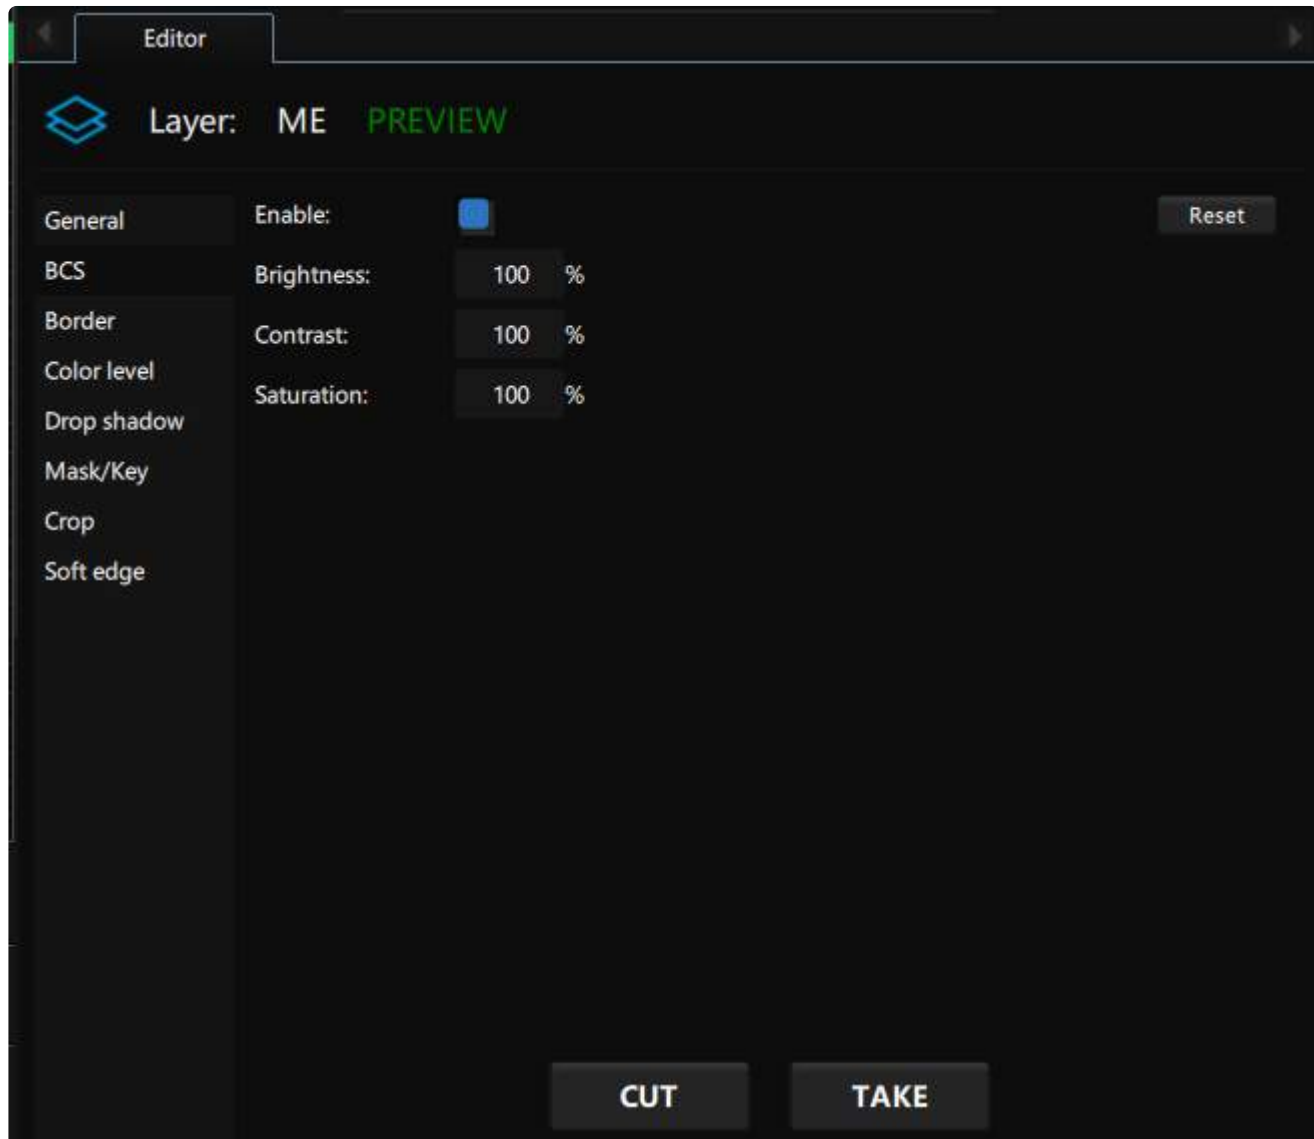 Editor
Layer: ME PREVIEW
General
BCS
Border
Color level
Drop shadow
Mask/Key
Crop
Soft edge
Enable:
Reset
Brightness: 100 %
Contrast: 100 %
Saturation: 100 %
CUT TAKE